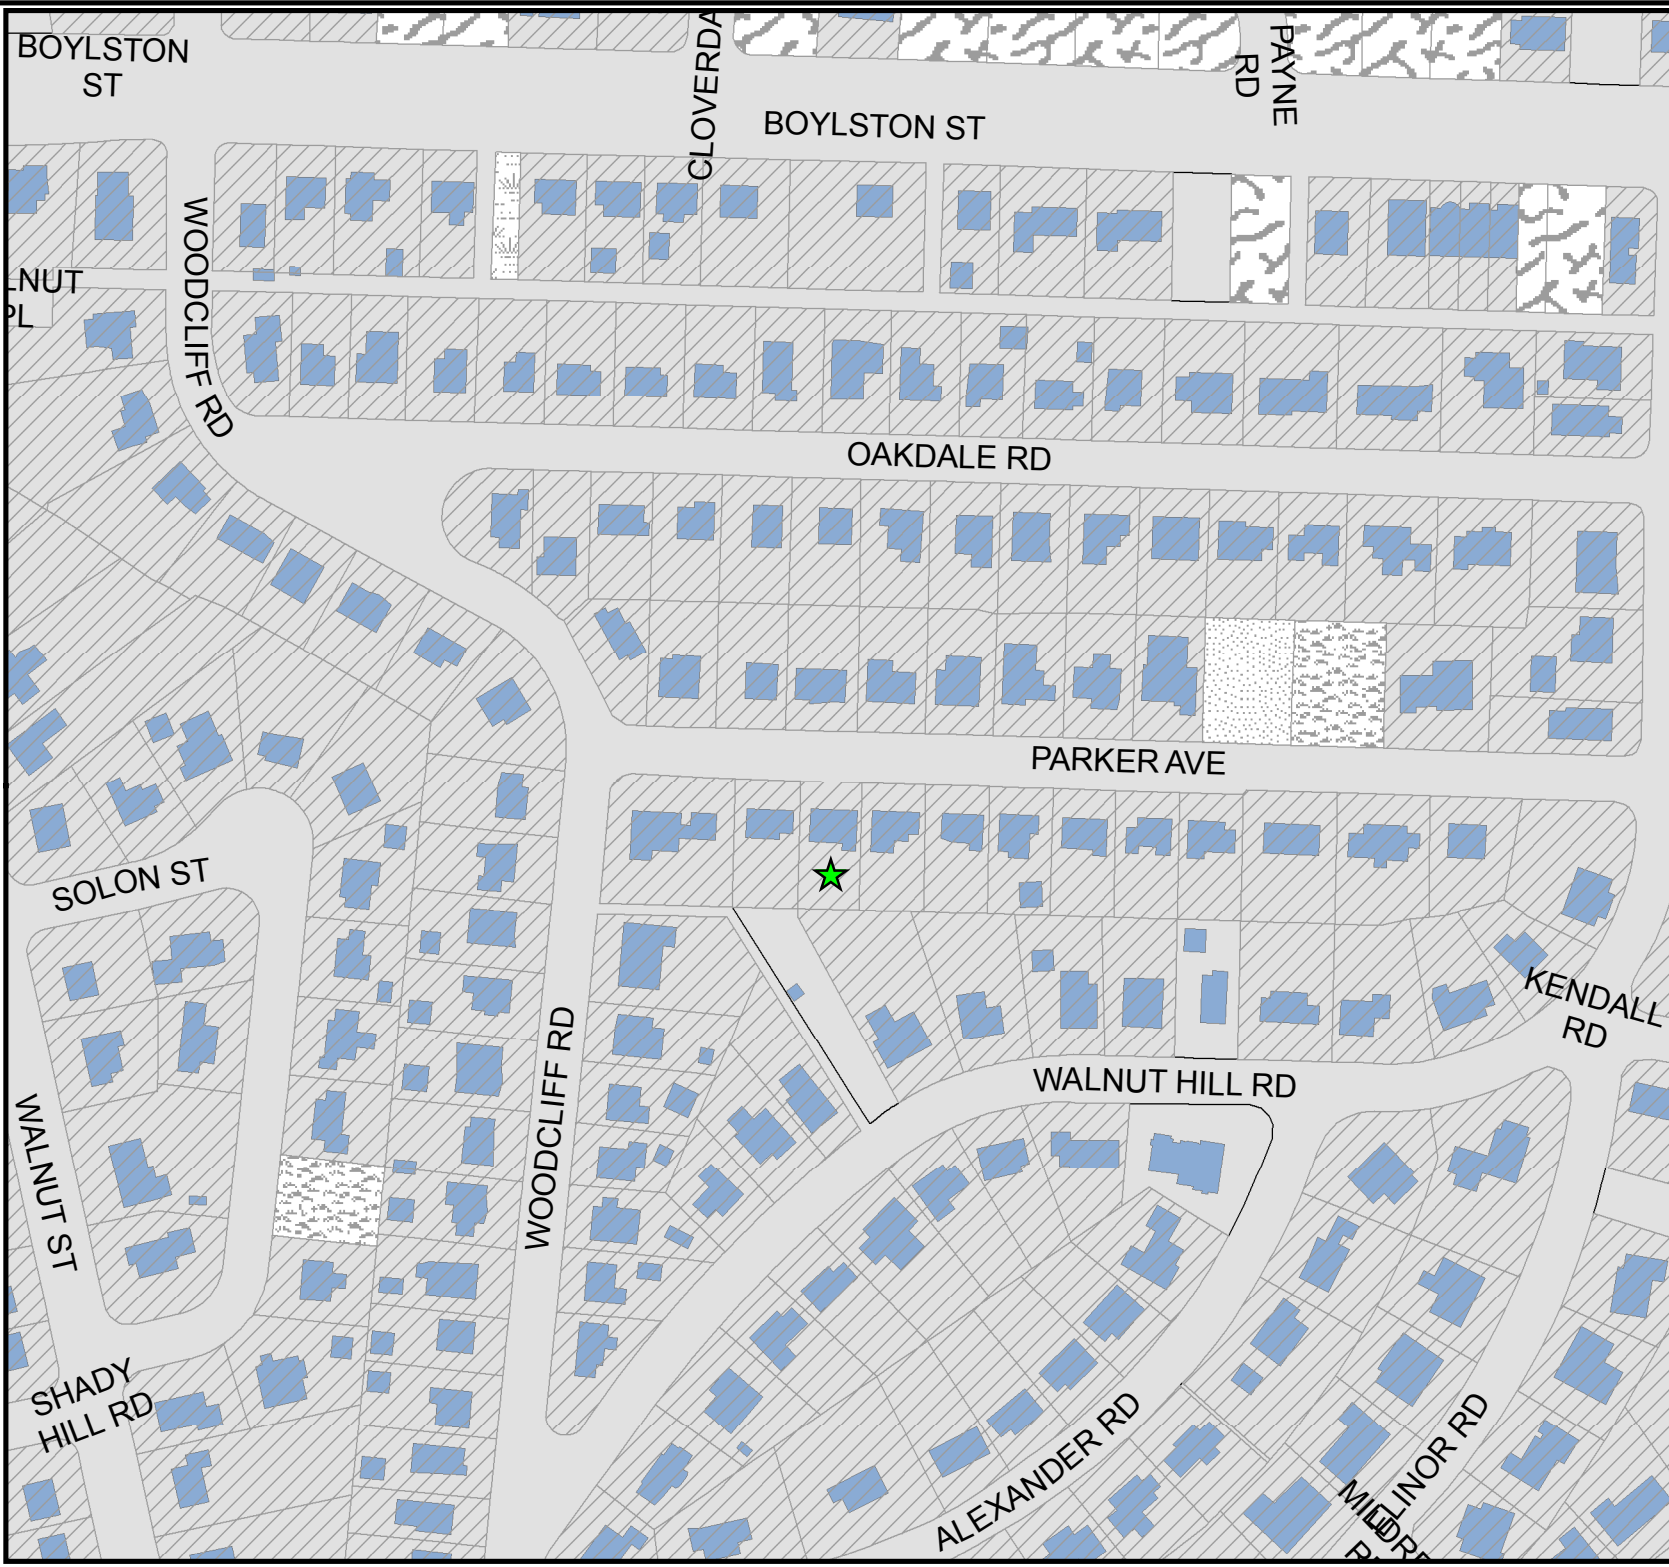 BOYLSTON
ST
CLOVERDA
PAYNE
RD
BOYLSTON ST
WOODCLIFF RD
LNUT
PL
OAKDALE RD
PARKER AVE
SOLON ST
KENDALL
RD
WALNUT HILL RD
WOODCLIFF RD
WALNUT ST
SHADY
HILL RD
ALEXANDER RD
ELINOR RD